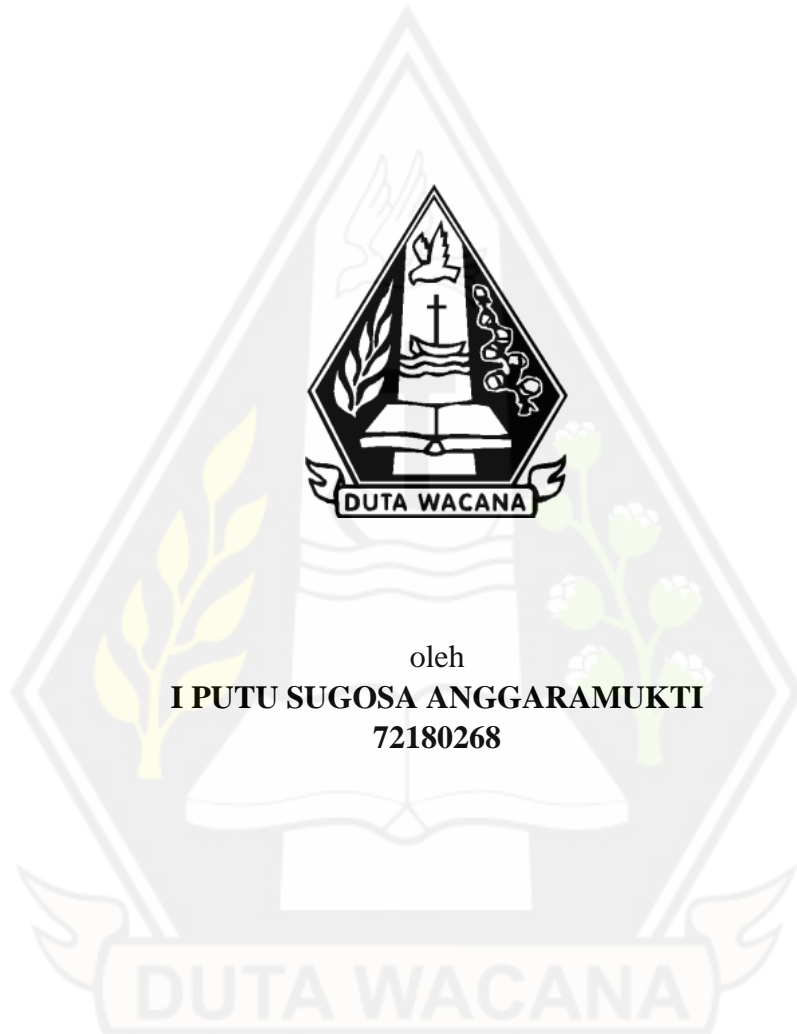 DUTA WACANA
oleh
I PUTU SUGOSA ANGGARAMUKTI
72180268
DUTA WACANA